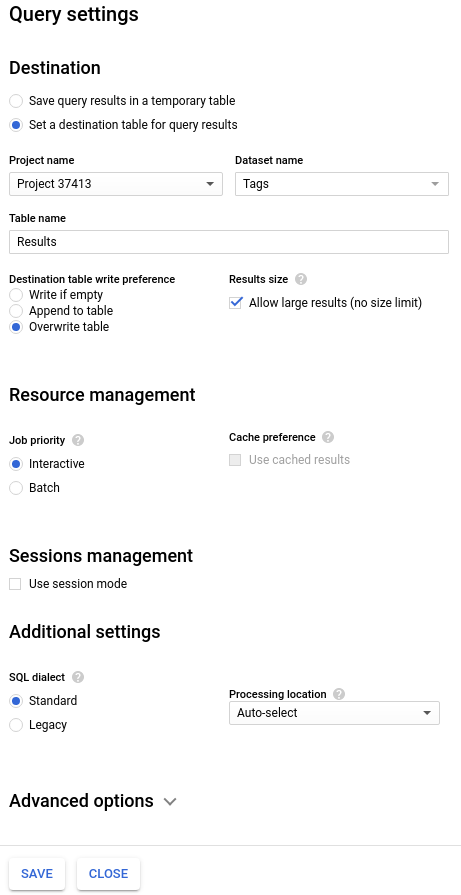 Query settings
Destination
Save query results in a temporary table
Set a destination table for query results
Project name
Dataset name
Project 37413
Tags
Table name
Results
Destination table write preference
Write if empty
Append to table
Overwrite table
Results size ?
Allow large results (no size limit)
Resource management
Job priority ?
Interactive
Batch
Cache preference ?
Use cached results
Sessions management
Use session mode
Additional settings
SQL dialect ?
Standard
Legacy
Processing location ?
Auto-select
Advanced options
SAVE
CLOSE